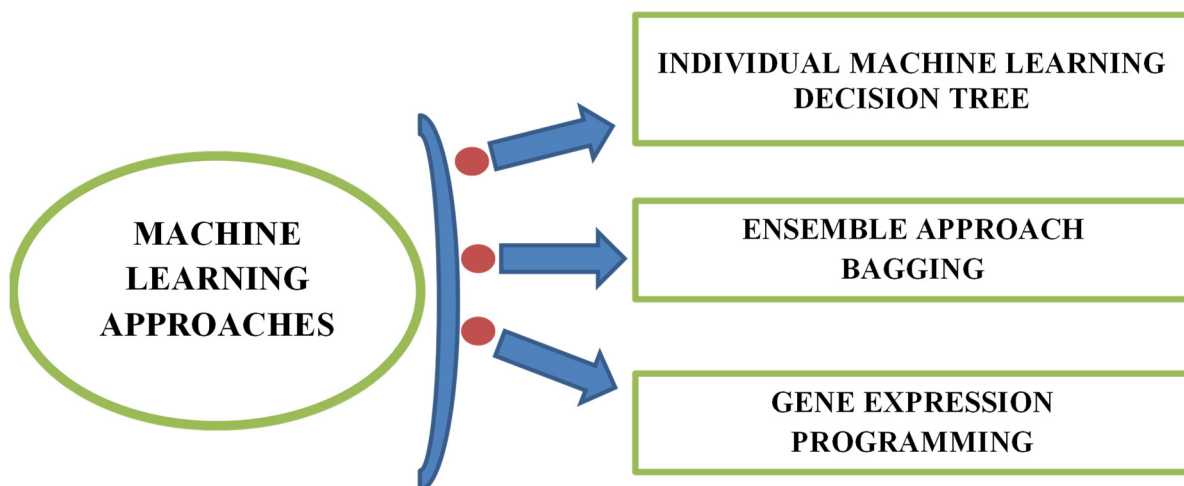 MACHINE
LEARNING
APPROACHES
INDIVIDUAL MACHINE LEARNING
DECISION TREE
ENSEMBLE APPROACH
BAGGING
GENE EXPRESSION
PROGRAMMING